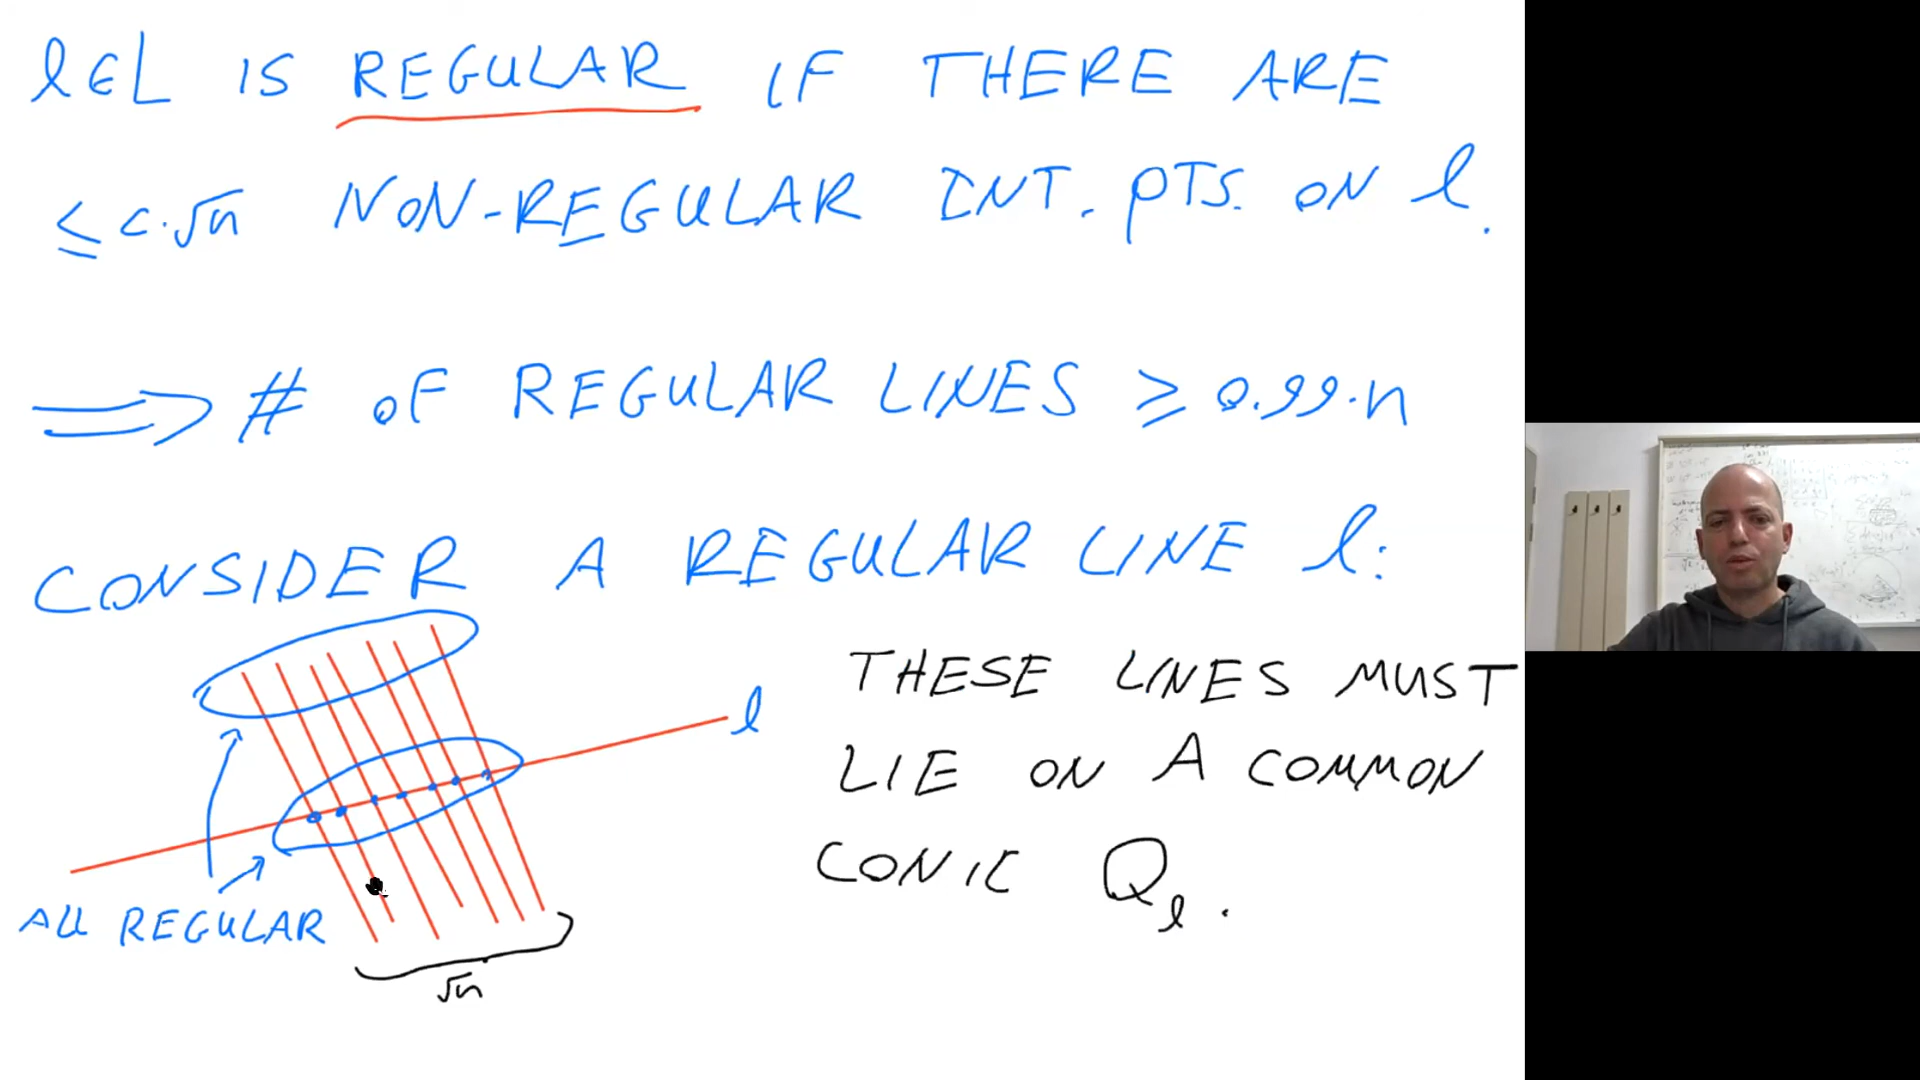 l∈L IS REGULAR IF THERE ARE
≤ c·√n NON-REGULAR INT. PTS. ON l.
⟹ # OF REGULAR LINES ≥ 0.99·n
CONSIDER A REGULAR LINE l:
l
ALL REGULAR
√n
THESE LINES MUST
LIE ON A COMMON
CONIC Q_l.